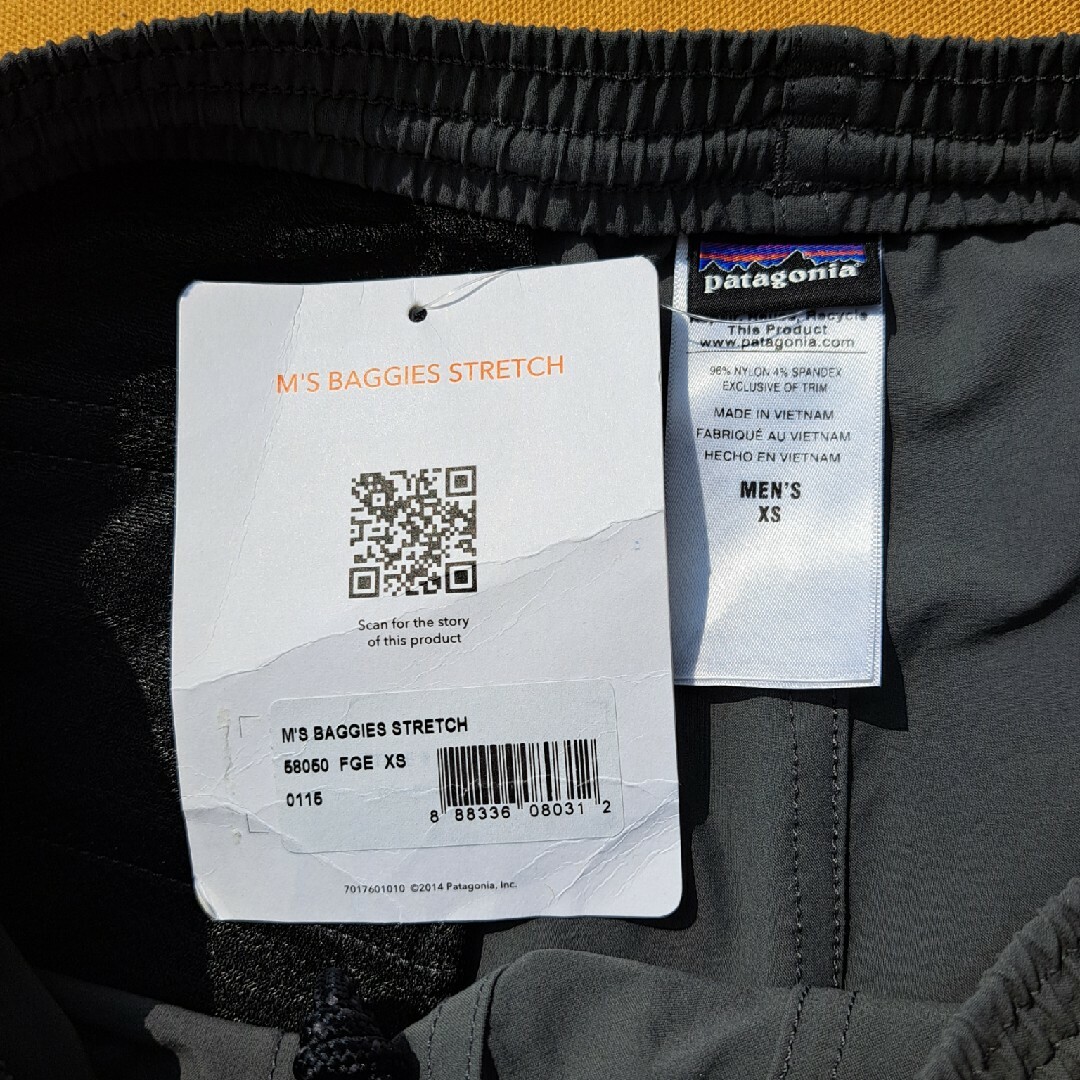 M'S BAGGIES STRETCH
Scan for the story
of this product
M'S BAGGIES STRETCH
58050 FGE XS
0115
8 88336 08031 2
7017601010 ©2014 Patagonia, Inc.
patagonia
Recycle
This Product
www.patagonia.com
96% NYLON 4% SPANDEX
EXCLUSIVE OF TRIM
MADE IN VIETNAM
FABRIQUÉ AU VIETNAM
HECHO EN VIETNAM
MEN'S
XS